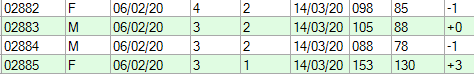 02882 F 06/02/20 4 2 14/03/20 098 85 -1
02883 M 06/02/20 3 2 14/03/20 105 88 +0
02884 M 06/02/20 3 2 14/03/20 088 78 -1
02885 F 06/02/20 3 1 14/03/20 153 130 +3